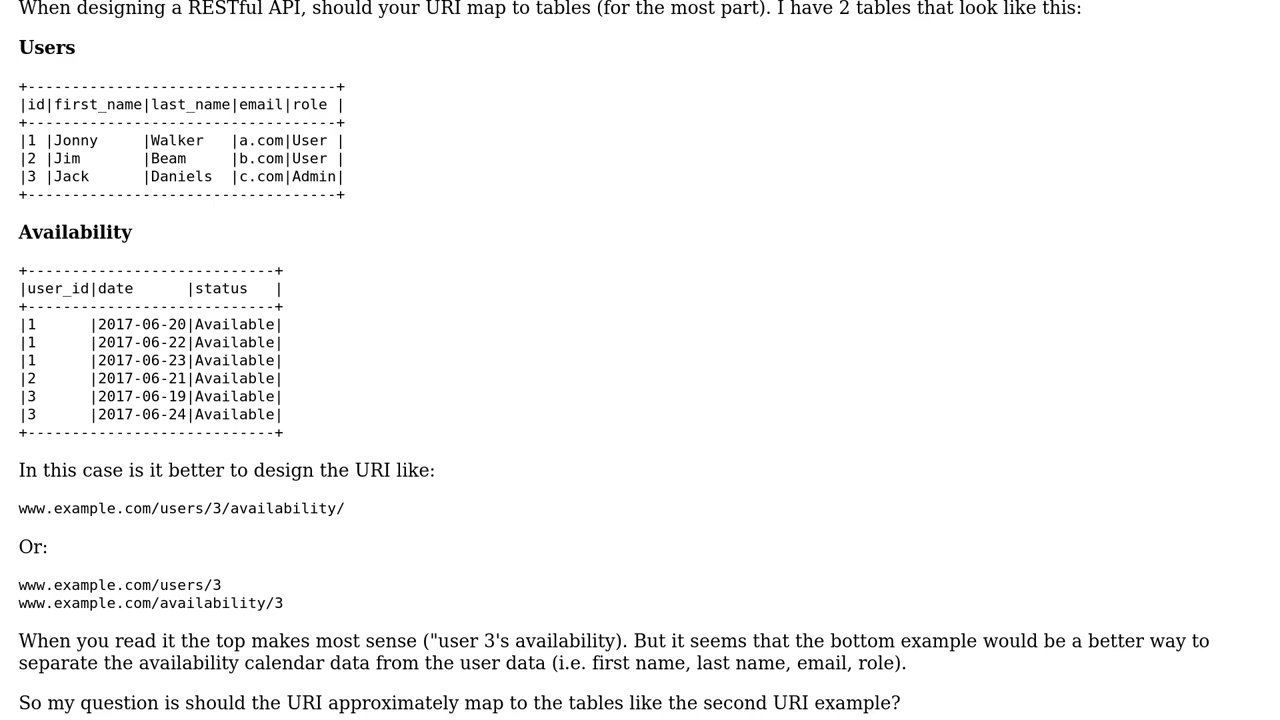 When designing a RESTful API, should your URI map to tables (for the most part). I have 2 tables that look like this:
Users
+-----------------------------------+
|id|first_name|last_name|email|role |
+-----------------------------------+
|1 |Jonny     |Walker   |a.com|User |
|2 |Jim       |Beam     |b.com|User |
|3 |Jack      |Daniels  |c.com|Admin|
+-----------------------------------+
Availability
+----------------------------+
|user_id|date      |status   |
+----------------------------+
|1      |2017-06-20|Available|
|1      |2017-06-22|Available|
|1      |2017-06-23|Available|
|2      |2017-06-21|Available|
|3      |2017-06-19|Available|
|3      |2017-06-24|Available|
+----------------------------+
In this case is it better to design the URI like:
www.example.com/users/3/availability/
Or:
www.example.com/users/3
www.example.com/availability/3
When you read it the top makes most sense ("user 3's availability). But it seems that the bottom example would be a better way to
separate the availability calendar data from the user data (i.e. first name, last name, email, role).
So my question is should the URI approximately map to the tables like the second URI example?